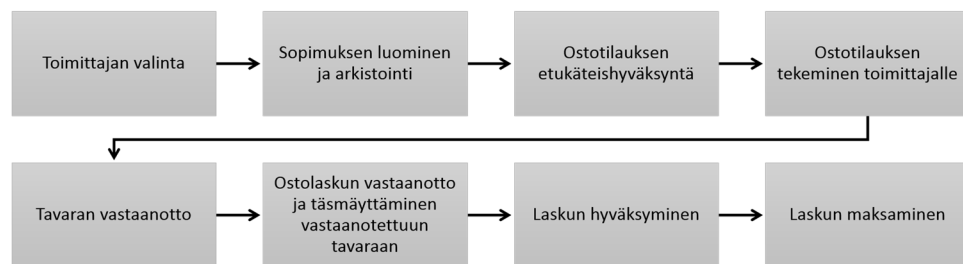 Toimittajan valinta
Sopimuksen luominen
ja arkistointi
Ostotilauksen
etukäteishyväksyntä
Ostotilauksen
tekeminen toimittajalle
Tavaran vastaanotto
Ostolaskun vastaanotto
ja täsmäyttäminen
vastaanotettuun
tavaraan
Laskun hyväksyminen
Laskun maksaminen